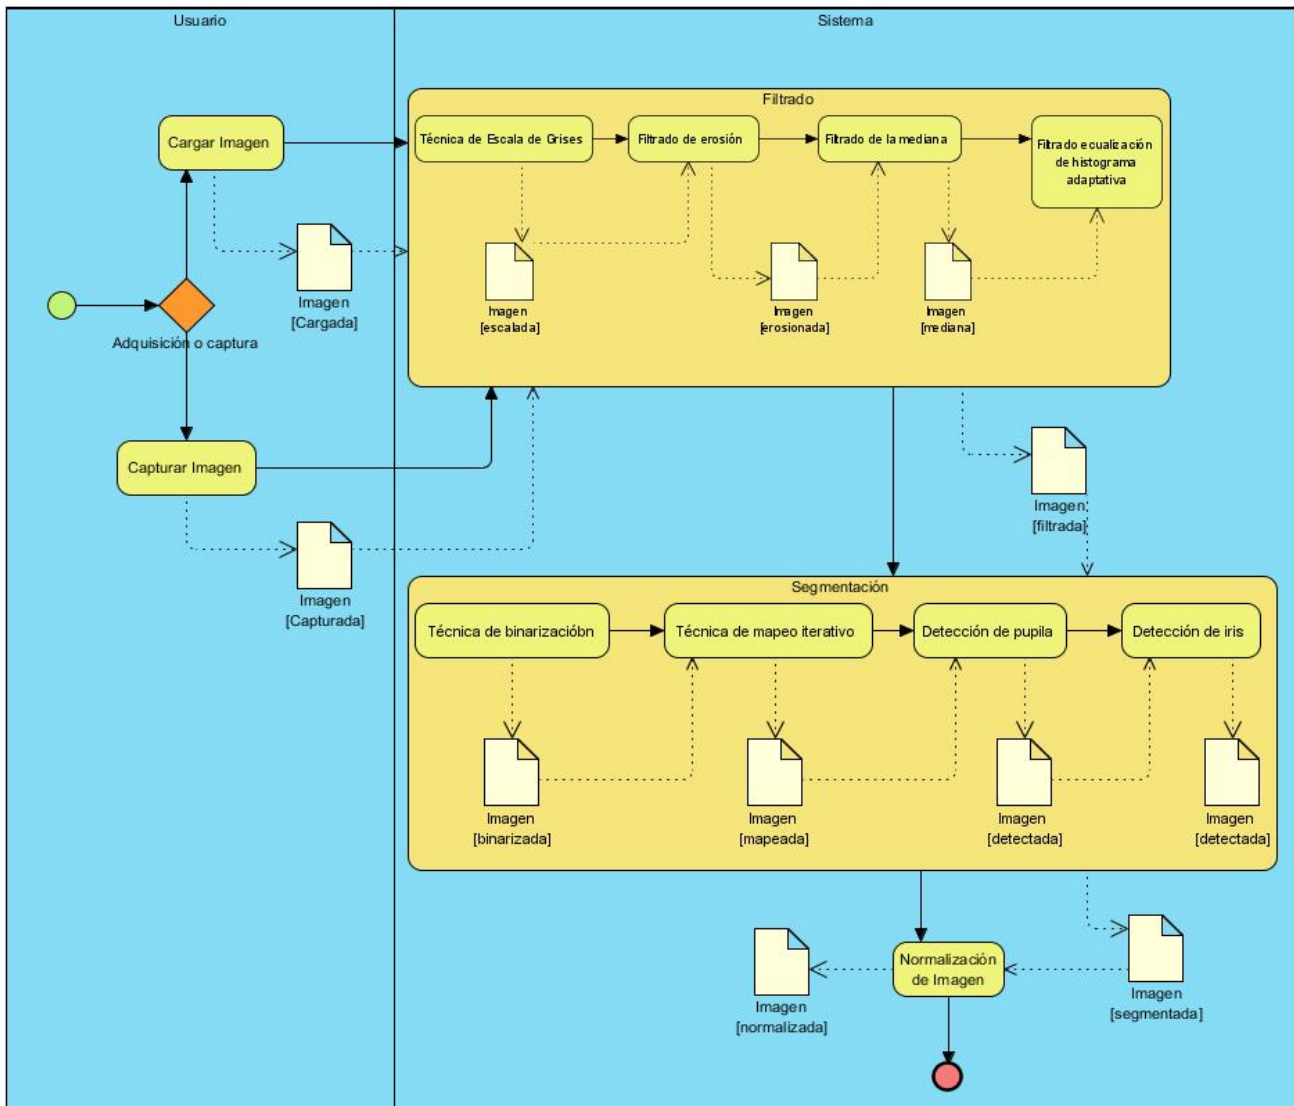 Usuario
Sistema
Filtrado
Cargar Imagen
Técnica de Escala de Grises
Filtrado de erosión
Filtrado de la mediana
Filtrado ecualización
de histograma
adaptativa
Imagen
[Cargada]
Imagen
[escalada]
Imagen
[erosionada]
Imagen
[mediana]
Adquisición o captura
Capturar Imagen
Imagen
[filtrada]
Imagen
[Capturada]
Segmentación
Técnica de binarizacióbn
Técnica de mapeo iterativo
Detección de pupila
Detección de iris
Imagen
[binarizada]
Imagen
[mapeada]
Imagen
[detectada]
Imagen
[detectada]
Normalización
de Imagen
Imagen
[normalizada]
Imagen
[segmentada]